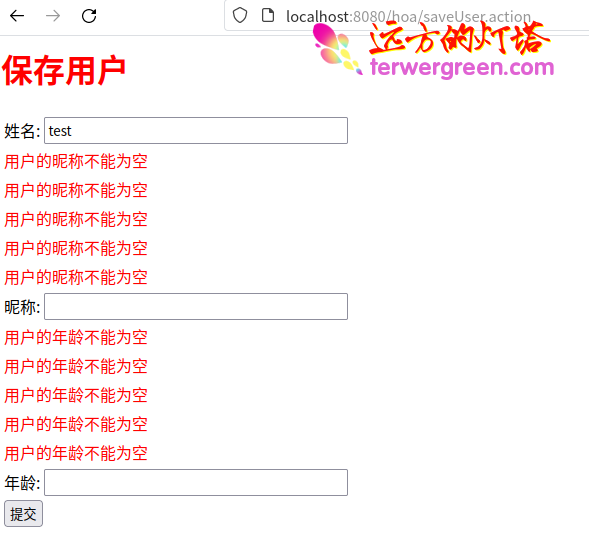 localhost:8080/hoa/saveUser.action
远方的灯塔
terwergreen.com
保存用户
姓名: test
用户的昵称不能为空
用户的昵称不能为空
用户的昵称不能为空
用户的昵称不能为空
用户的昵称不能为空
昵称:
用户的年龄不能为空
用户的年龄不能为空
用户的年龄不能为空
用户的年龄不能为空
用户的年龄不能为空
年龄:
提交